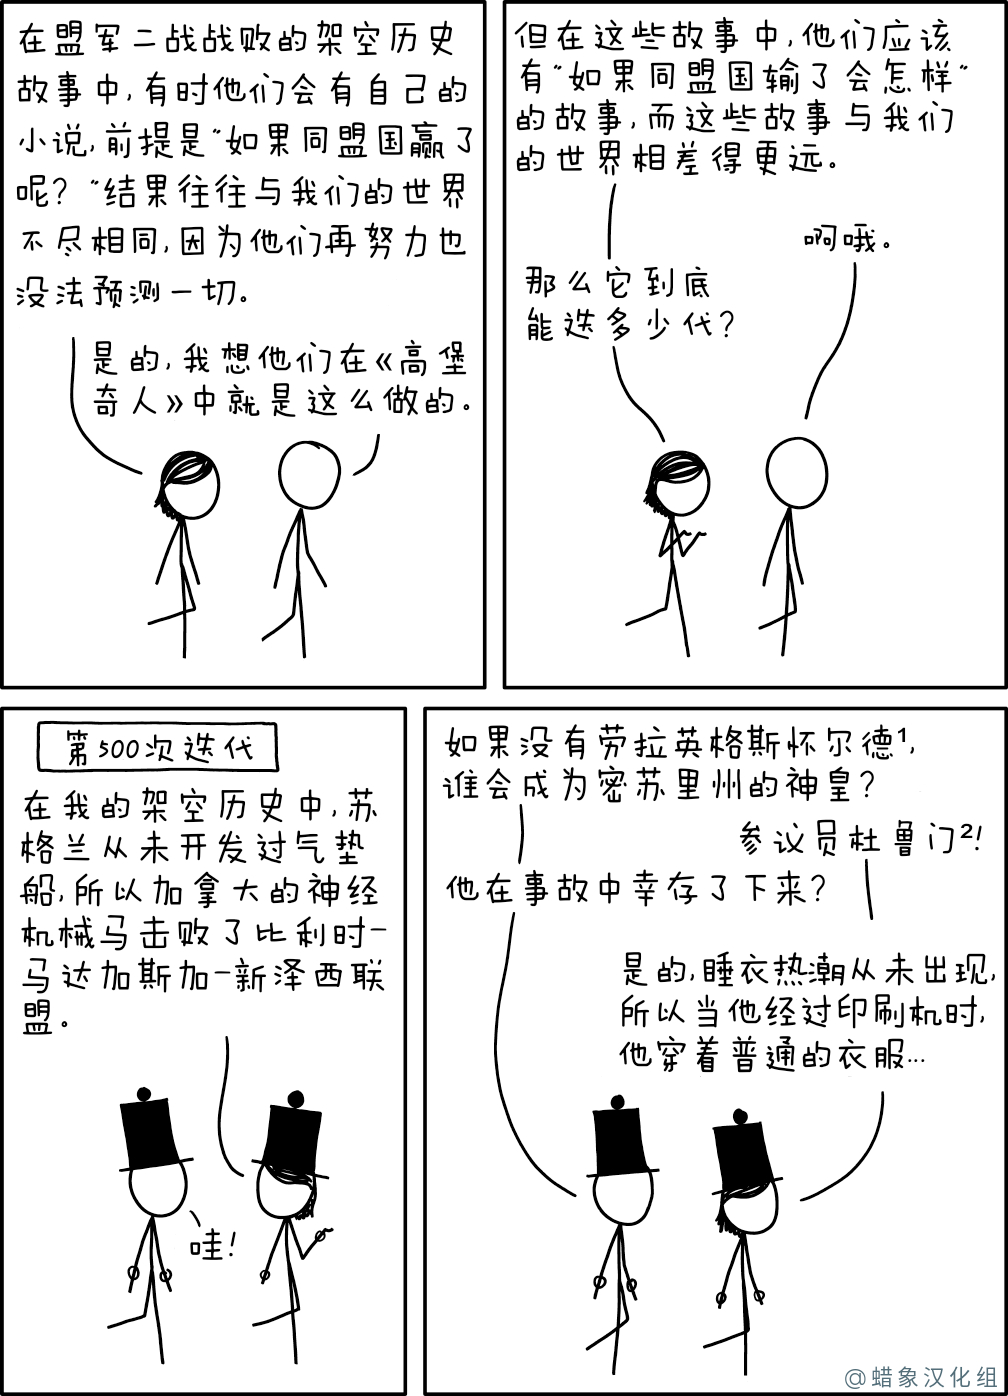 在盟军二战战败的架空历史
故事中,有时他们会有自己的
小说,前提是"如果同盟国赢了
呢?"结果往往与我们的世界
不尽相同,因为他们再努力也
没法预测一切。
是的,我想他们在《高堡
奇人》中就是这么做的。
但在这些故事中,他们应该
有"如果同盟国输了会怎样"
的故事,而这些故事与我们
的世界相差得更远。
啊哦。
那么它到底
能迭多少代?
第500次迭代
在我的架空历史中,苏
格兰从未开发过气垫
船,所以加拿大的神经
机械马击败了比利时-
马达加斯加-新泽西联
盟。
哇!
如果没有劳拉英格斯怀尔德¹,
谁会成为密苏里州的神皇?
参议员杜鲁门²!
他在事故中幸存了下来?
是的,睡衣热潮从未出现,
所以当他经过印刷机时,
他穿着普通的衣服…
@蜡象汉化组